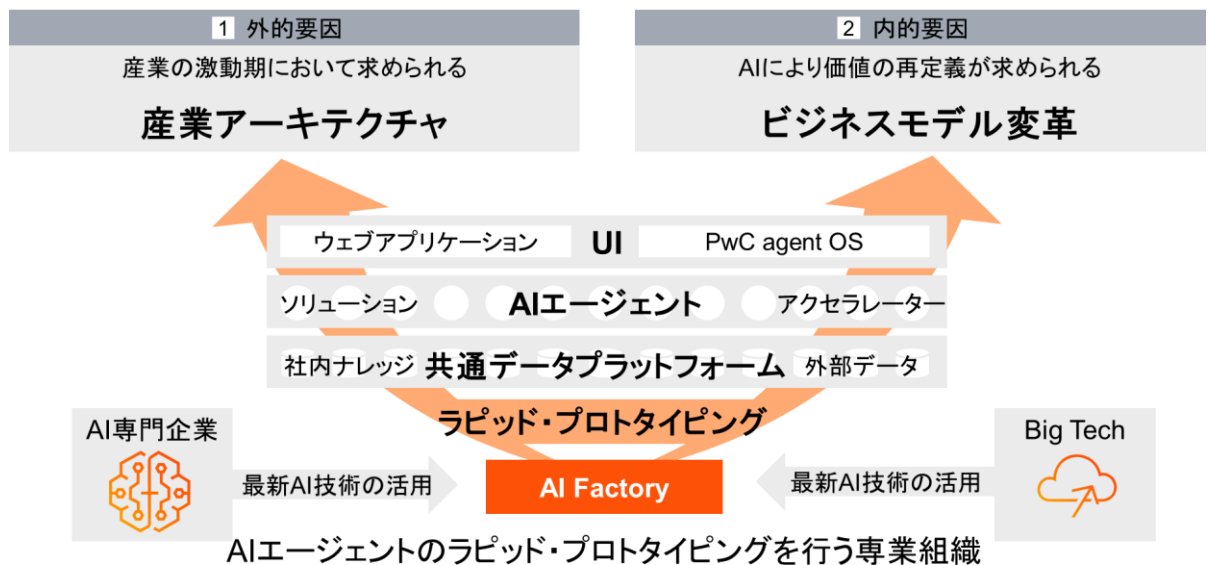 1 外的要因
産業の激動期において求められる
産業アーキテクチャ
2 内的要因
AIにより価値の再定義が求められる
ビジネスモデル変革
ウェブアプリケーション UI PwC agent OS
ソリューション AIエージェント アクセラレーター
社内ナレッジ 共通データプラットフォーム 外部データ
ラピッド・プロトタイピング
AI専門企業
最新AI技術の活用
AI Factory
最新AI技術の活用
Big Tech
AIエージェントのラピッド・プロトタイピングを行う専業組織